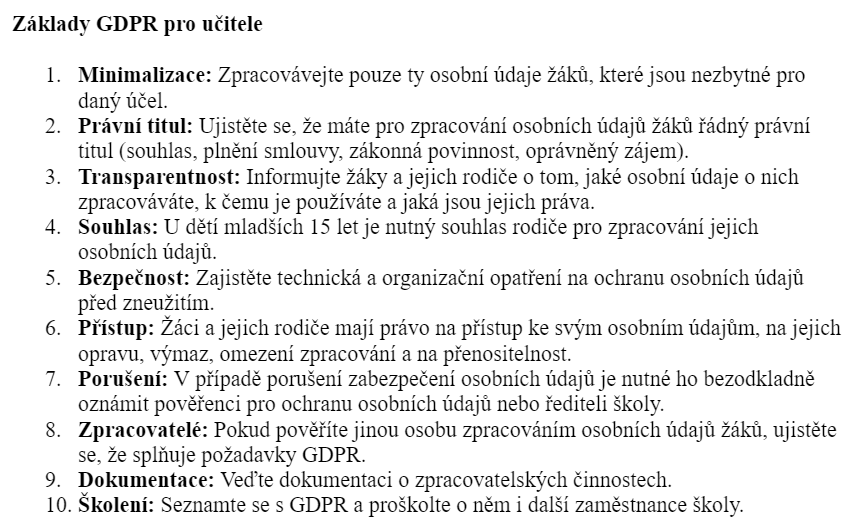 Základy GDPR pro učitele
1. Minimalizace: Zpracovávejte pouze ty osobní údaje žáků, které jsou nezbytné pro
daný účel.
2. Právní titul: Ujistěte se, že máte pro zpracování osobních údajů žáků řádný právní
titul (souhlas, plnění smlouvy, zákonná povinnost, oprávněný zájem).
3. Transparentnost: Informujte žáky a jejich rodiče o tom, jaké osobní údaje o nich
zpracováváte, k čemu je používáte a jaká jsou jejich práva.
4. Souhlas: U dětí mladších 15 let je nutný souhlas rodiče pro zpracování jejich
osobních údajů.
5. Bezpečnost: Zajistěte technická a organizační opatření na ochranu osobních údajů
před zneužitím.
6. Přístup: Žáci a jejich rodiče mají právo na přístup ke svým osobním údajům, na jejich
opravu, výmaz, omezení zpracování a na přenositelnost.
7. Porušení: V případě porušení zabezpečení osobních údajů je nutné ho bezodkladně
oznámit pověřenci pro ochranu osobních údajů nebo řediteli školy.
8. Zpracovatelé: Pokud pověříte jinou osobu zpracováním osobních údajů žáků, ujistěte
se, že splňuje požadavky GDPR.
9. Dokumentace: Veďte dokumentaci o zpracovatelských činnostech.
10. Školení: Seznamte se s GDPR a proškolte o něm i další zaměstnance školy.